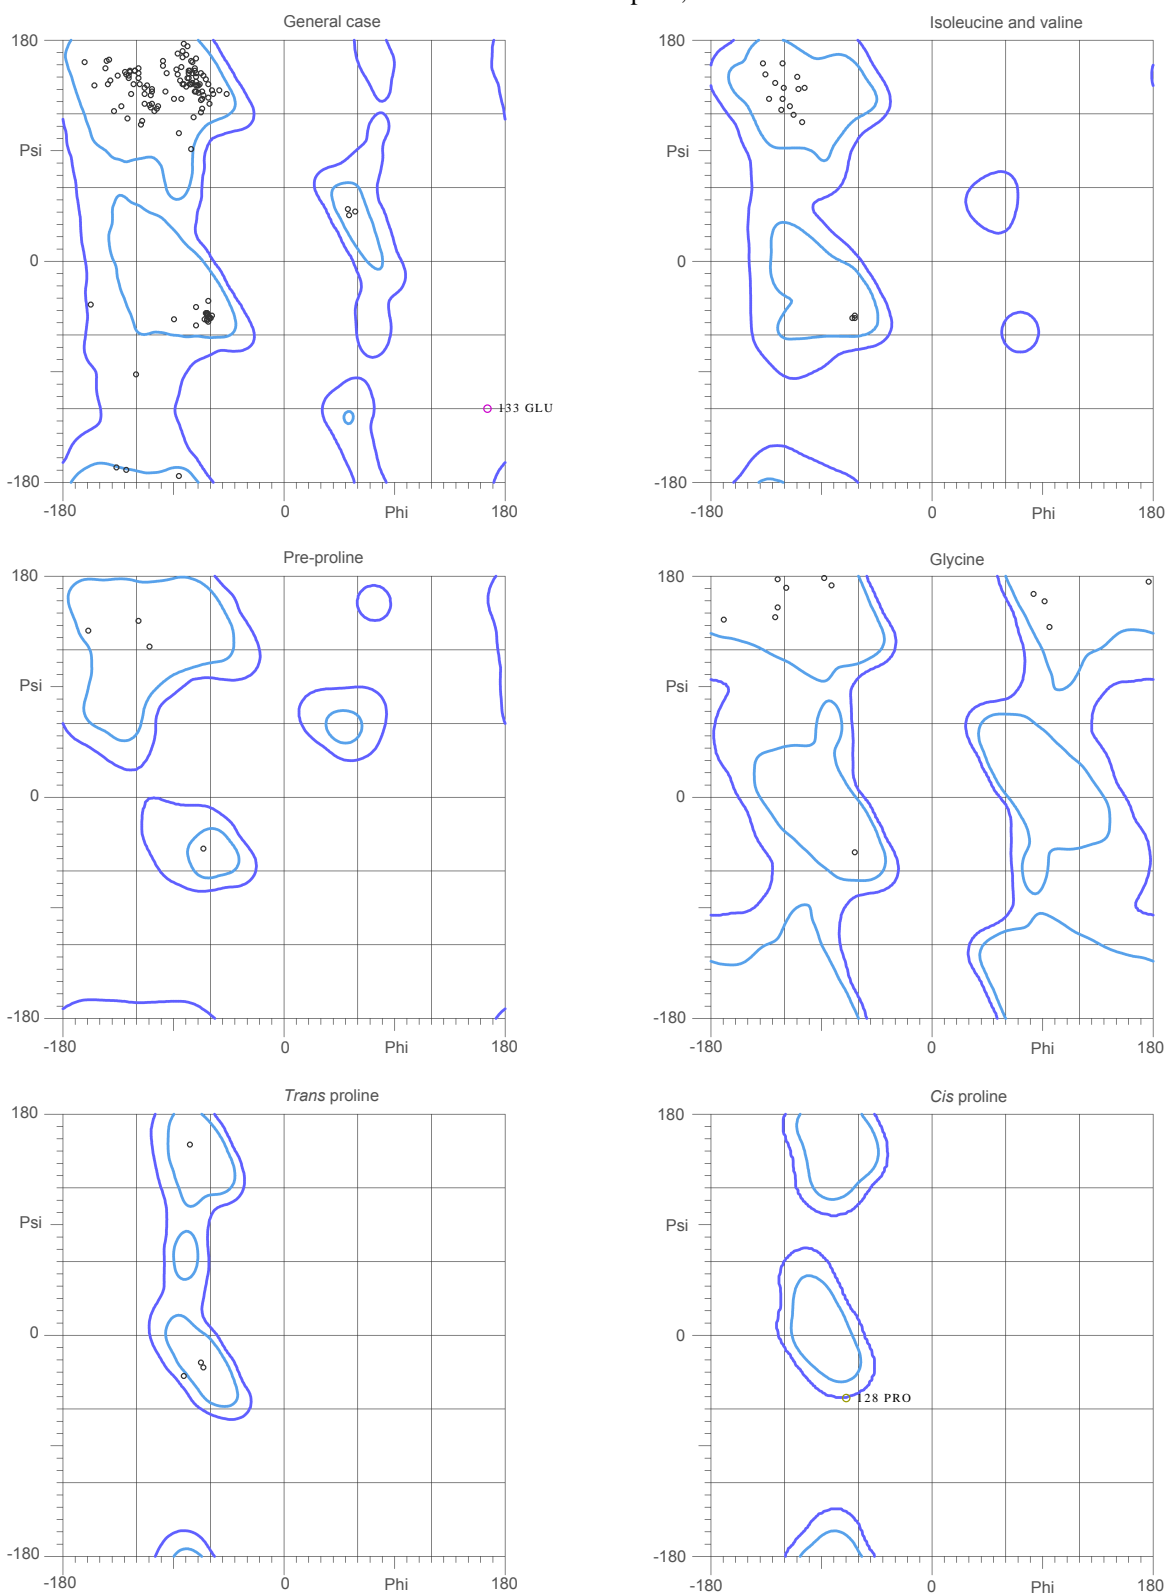 General case
Isoleucine and valine
180
Psi
0
-180
-180
0
Phi
180
133 GLU
180
Psi
0
-180
-180
0
Phi
180
Pre-proline
Glycine
180
Psi
0
-180
-180
0
Phi
180
180
Psi
0
-180
-180
0
Phi
180
Trans proline
Cis proline
180
Psi
0
-180
-180
0
Phi
180
180
Psi
0
128 PRO
-180
-180
0
Phi
180